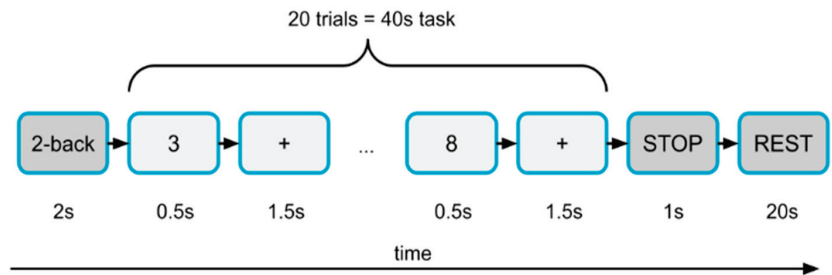 20 trials = 40s task
2-back 3 + ... 8 + STOP REST
2s 0.5s 1.5s 0.5s 1.5s 1s 20s
time